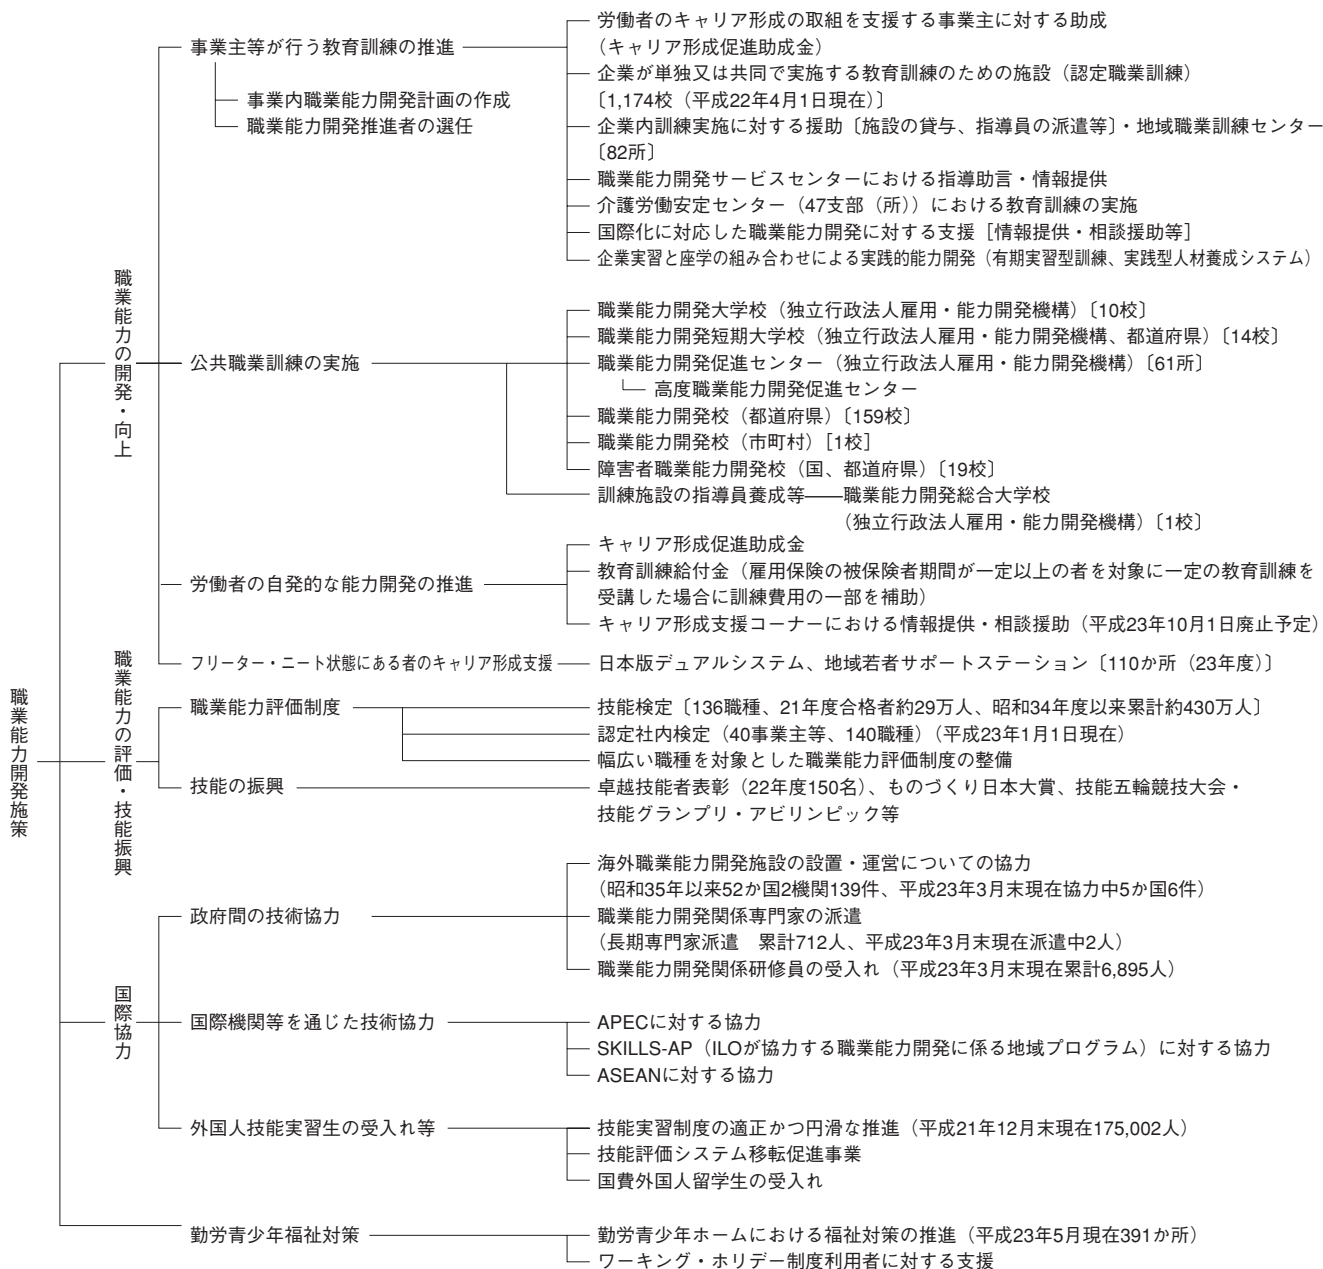 職業能力開発施策
職業能力の開発・向上
事業主等が行う教育訓練の推進
事業内職業能力開発計画の作成
職業能力開発推進者の選任
労働者のキャリア形成の取組を支援する事業主に対する助成
（キャリア形成促進助成金）
企業が単独又は共同で実施する教育訓練のための施設（認定職業訓練）
〔1,174校（平成22年4月1日現在）〕
企業内訓練実施に対する援助〔施設の貸与、指導員の派遣等〕・地域職業訓練センター
〔82所〕
職業能力開発サービスセンターにおける指導助言・情報提供
介護労働安定センター（47支部（所））における教育訓練の実施
国際化に対応した職業能力開発に対する支援［情報提供・相談援助等］
企業実習と座学の組み合わせによる実践的能力開発（有期実習型訓練、実践型人材養成システム）
公共職業訓練の実施
職業能力開発大学校（独立行政法人雇用・能力開発機構）〔10校〕
職業能力開発短期大学校（独立行政法人雇用・能力開発機構、都道府県）〔14校〕
職業能力開発促進センター（独立行政法人雇用・能力開発機構）〔61所〕
高度職業能力開発促進センター
職業能力開発校（都道府県）〔159校〕
職業能力開発校（市町村）［1校］
障害者職業能力開発校（国、都道府県）〔19校〕
訓練施設の指導員養成等――職業能力開発総合大学校
（独立行政法人雇用・能力開発機構）〔1校〕
労働者の自発的な能力開発の推進
キャリア形成促進助成金
教育訓練給付金（雇用保険の被保険者期間が一定以上の者を対象に一定の教育訓練を
受講した場合に訓練費用の一部を補助）
キャリア形成支援コーナーにおける情報提供・相談援助（平成23年10月1日廃止予定）
フリーター・ニート状態にある者のキャリア形成支援
日本版デュアルシステム、地域若者サポートステーション〔110か所（23年度）〕
職業能力の評価・技能振興
職業能力評価制度
技能検定〔136職種、21年度合格者約29万人、昭和34年度以来累計約430万人〕
認定社内検定（40事業主等、140職種）（平成23年1月1日現在）
幅広い職種を対象とした職業能力評価制度の整備
技能の振興
卓越技能者表彰（22年度150名）、ものづくり日本大賞、技能五輪競技大会・
技能グランプリ・アビリンピック等
国際協力
政府間の技術協力
海外職業能力開発施設の設置・運営についての協力
（昭和35年以来52か国2機関139件、平成23年3月末現在協力中5か国6件）
職業能力開発関係専門家の派遣
（長期専門家派遣　累計712人、平成23年3月末現在派遣中2人）
職業能力開発関係研修員の受入れ（平成23年3月末現在累計6,895人）
国際機関等を通じた技術協力
APECに対する協力
SKILLS-AP（ILOが協力する職業能力開発に係る地域プログラム）に対する協力
ASEANに対する協力
外国人技能実習生の受入れ等
技能実習制度の適正かつ円滑な推進（平成21年12月末現在175,002人）
技能評価システム移転促進事業
国費外国人留学生の受入れ
勤労青少年福祉対策
勤労青少年ホームにおける福祉対策の推進（平成23年5月現在391か所）
ワーキング・ホリデー制度利用者に対する支援